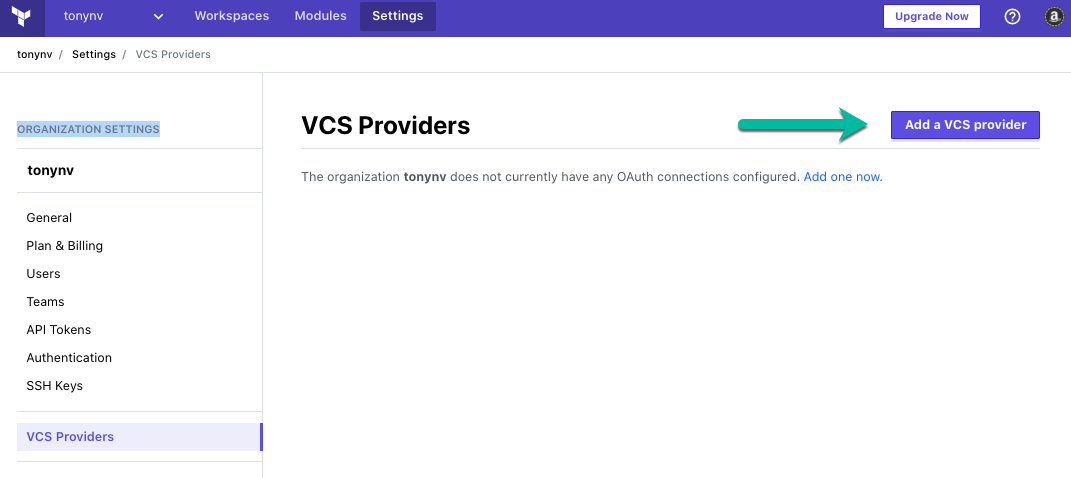 tonynv Workspaces Modules Settings Upgrade Now
tonynv / Settings / VCS Providers
ORGANIZATION SETTINGS
tonynv
General
Plan & Billing
Users
Teams
API Tokens
Authentication
SSH Keys
VCS Providers
VCS Providers
Add a VCS provider
The organization tonynv does not currently have any OAuth connections configured. Add one now.